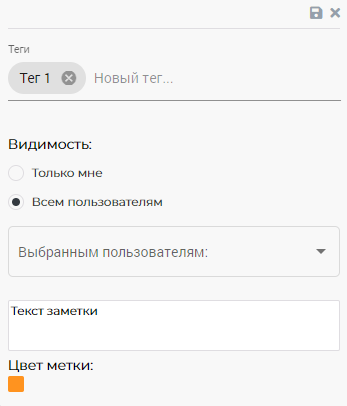 Теги
Тег 1 Новый тег...
Видимость:
Только мне
Всем пользователям
Выбранным пользователям:
Текст заметки
Цвет метки: